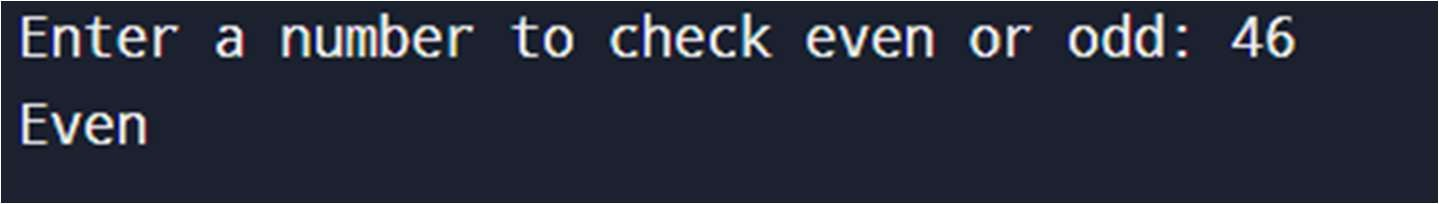 Enter a number to check even or odd: 46
Even